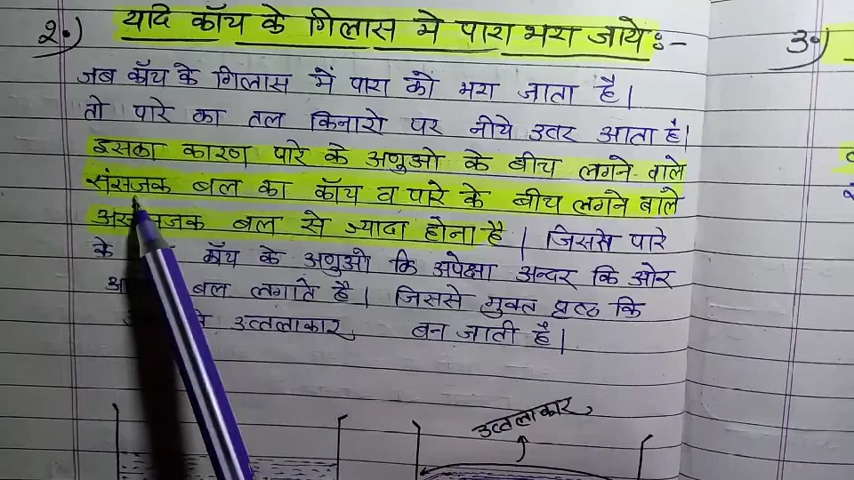 2.) यदि काँच के गिलास मे पारा भरा जाये :-
3.)
जब काँच के गिलास में पारा को भरा जाता है।
तो पारे का तल किनारो पर नीचे उतर आता है।
इसका कारण पारे के अणुओ के बीच लगने वाले
संसजक बल का काँच व पारे के बीच लगने वाले
बल से ज्यादा होना है। जिससे पारे
के काँच के अणुओ कि अपेक्षा अन्दर कि ओर
बल लगाते है। जिससे मुक्त पृष्ठ कि
उत्तलाकार बन जाती है।
उत्तलाकार